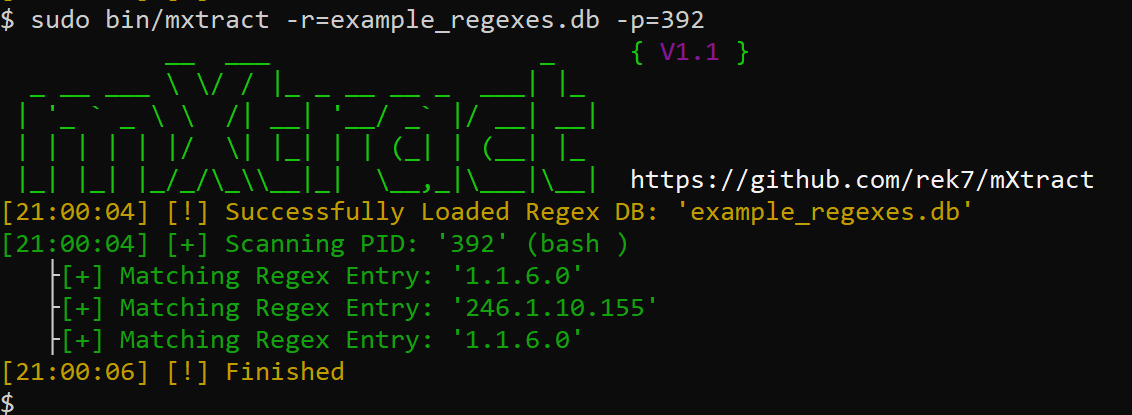 $ sudo bin/mxtract -r=example_regexes.db -p=392
{ V1.1 }
mXtract
https://github.com/rek7/mXtract
[21:00:04] [!] Successfully Loaded Regex DB: 'example_regexes.db'
[21:00:04] [+] Scanning PID: '392' (bash )
[+] Matching Regex Entry: '1.1.6.0'
[+] Matching Regex Entry: '246.1.10.155'
[+] Matching Regex Entry: '1.1.6.0'
[21:00:06] [!] Finished
$